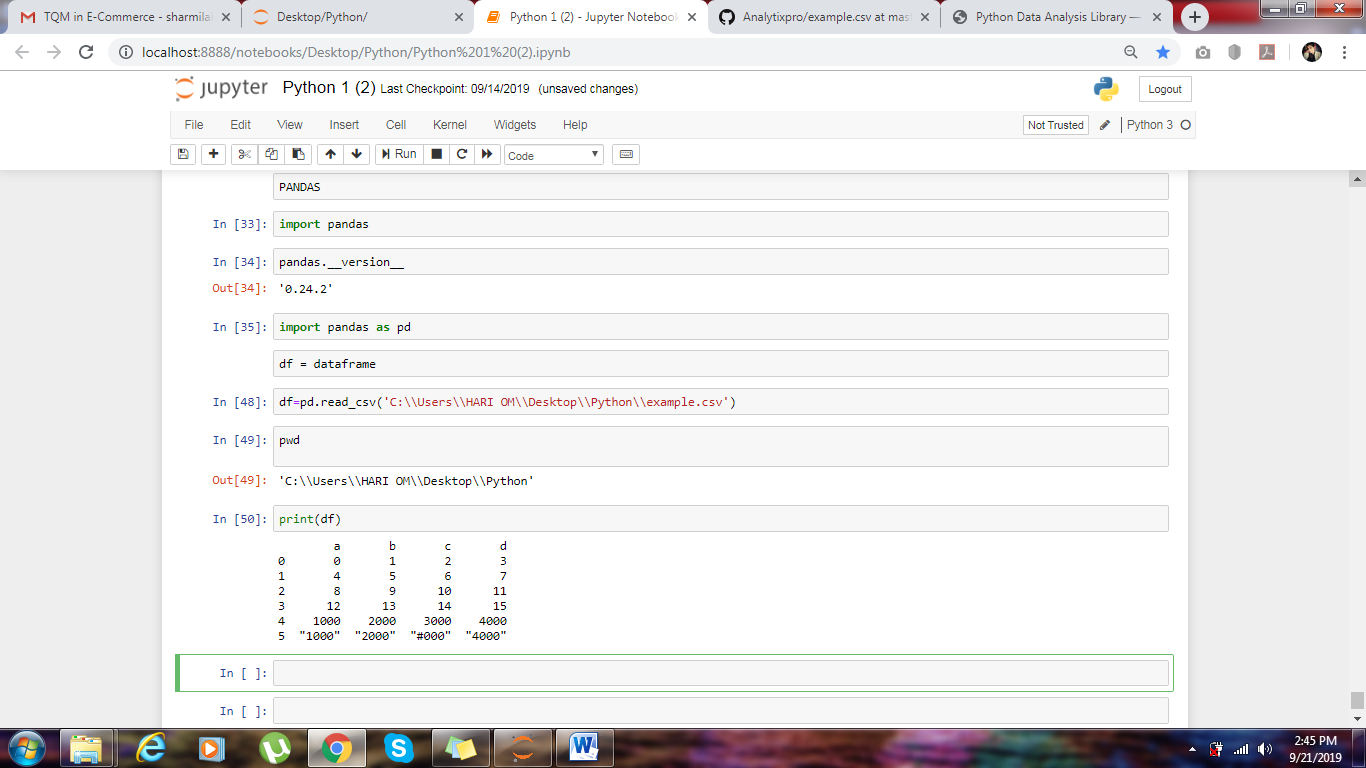 TQM in E-Commerce - sharmila
Desktop/Python/
Python 1 (2) - Jupyter Notebook
Analytixpro/example.csv at mas
Python Data Analysis Library —
localhost:8888/notebooks/Desktop/Python/Python%201%20(2).ipynb
jupyter Python 1 (2) Last Checkpoint: 09/14/2019 (unsaved changes)
Logout
File Edit View Insert Cell Kernel Widgets Help
Not Trusted Python 3
Run Code
PANDAS
In [33]: import pandas
In [34]: pandas.__version__
Out[34]: '0.24.2'
In [35]: import pandas as pd
df = dataframe
In [48]: df=pd.read_csv('C:\\Users\\HARI OM\\Desktop\\Python\\example.csv')
In [49]: pwd
Out[49]: 'C:\\Users\\HARI OM\\Desktop\\Python'
In [50]: print(df)
a b c d
0 0 1 2 3
1 4 5 6 7
2 8 9 10 11
3 12 13 14 15
4 1000 2000 3000 4000
5 "1000" "2000" "#000" "4000"
In [ ]:
In [ ]:
2:45 PM
9/21/2019